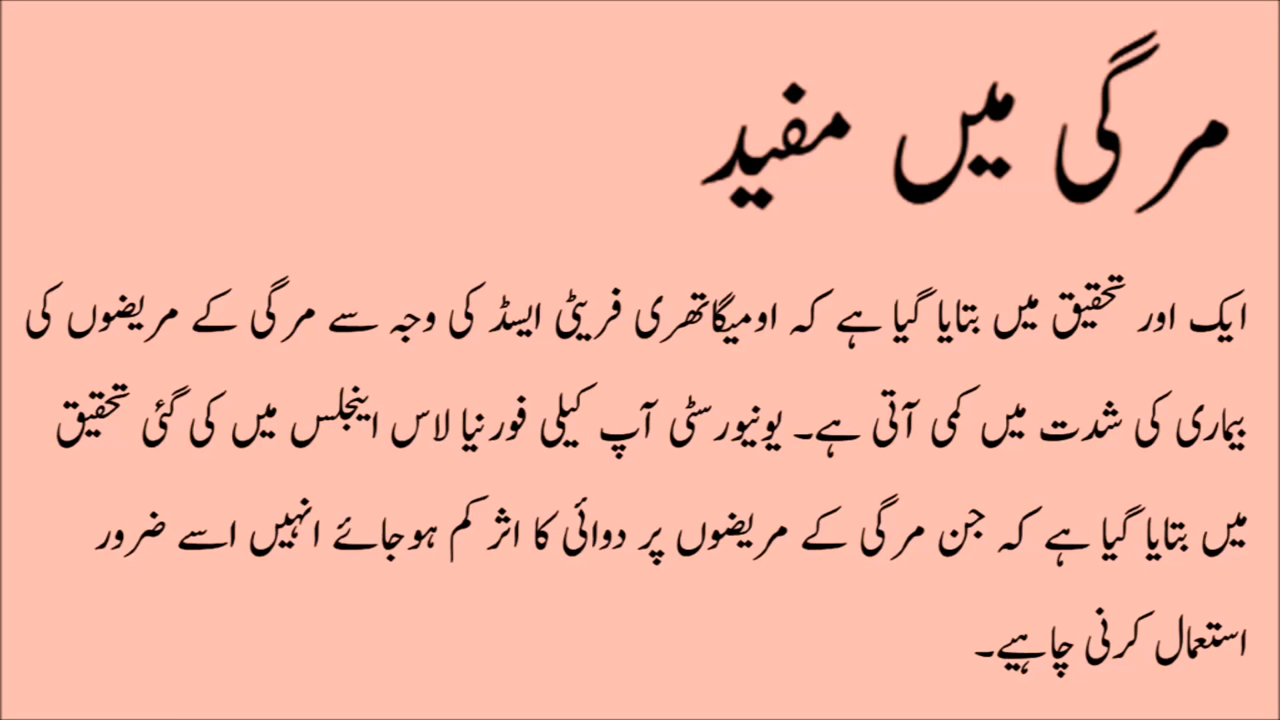 مرگی میں مفید
ایک اور تحقیق میں بتایا گیا ہے کہ اومیگاتھری فریٹی ایسڈ کی وجہ سے مرگی کے مریضوں کی
بیماری کی شدت میں کمی آتی ہے۔ یونیورسٹی آپ کیلی فورنیا لاس اینجلس میں کی گئی تحقیق
میں بتایا گیا ہے کہ جن مرگی کے مریضوں پر دوائی کا اثر کم ہوجائے انہیں اسے ضرور
استعمال کرنی چاہیے۔